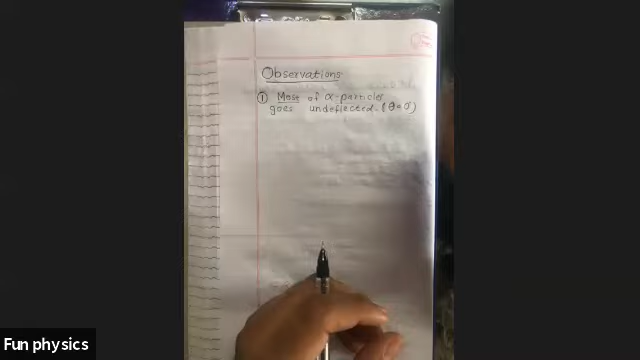 Observations
① Most of α-particles
goes undeflected. (θ=0°)
Fun physics